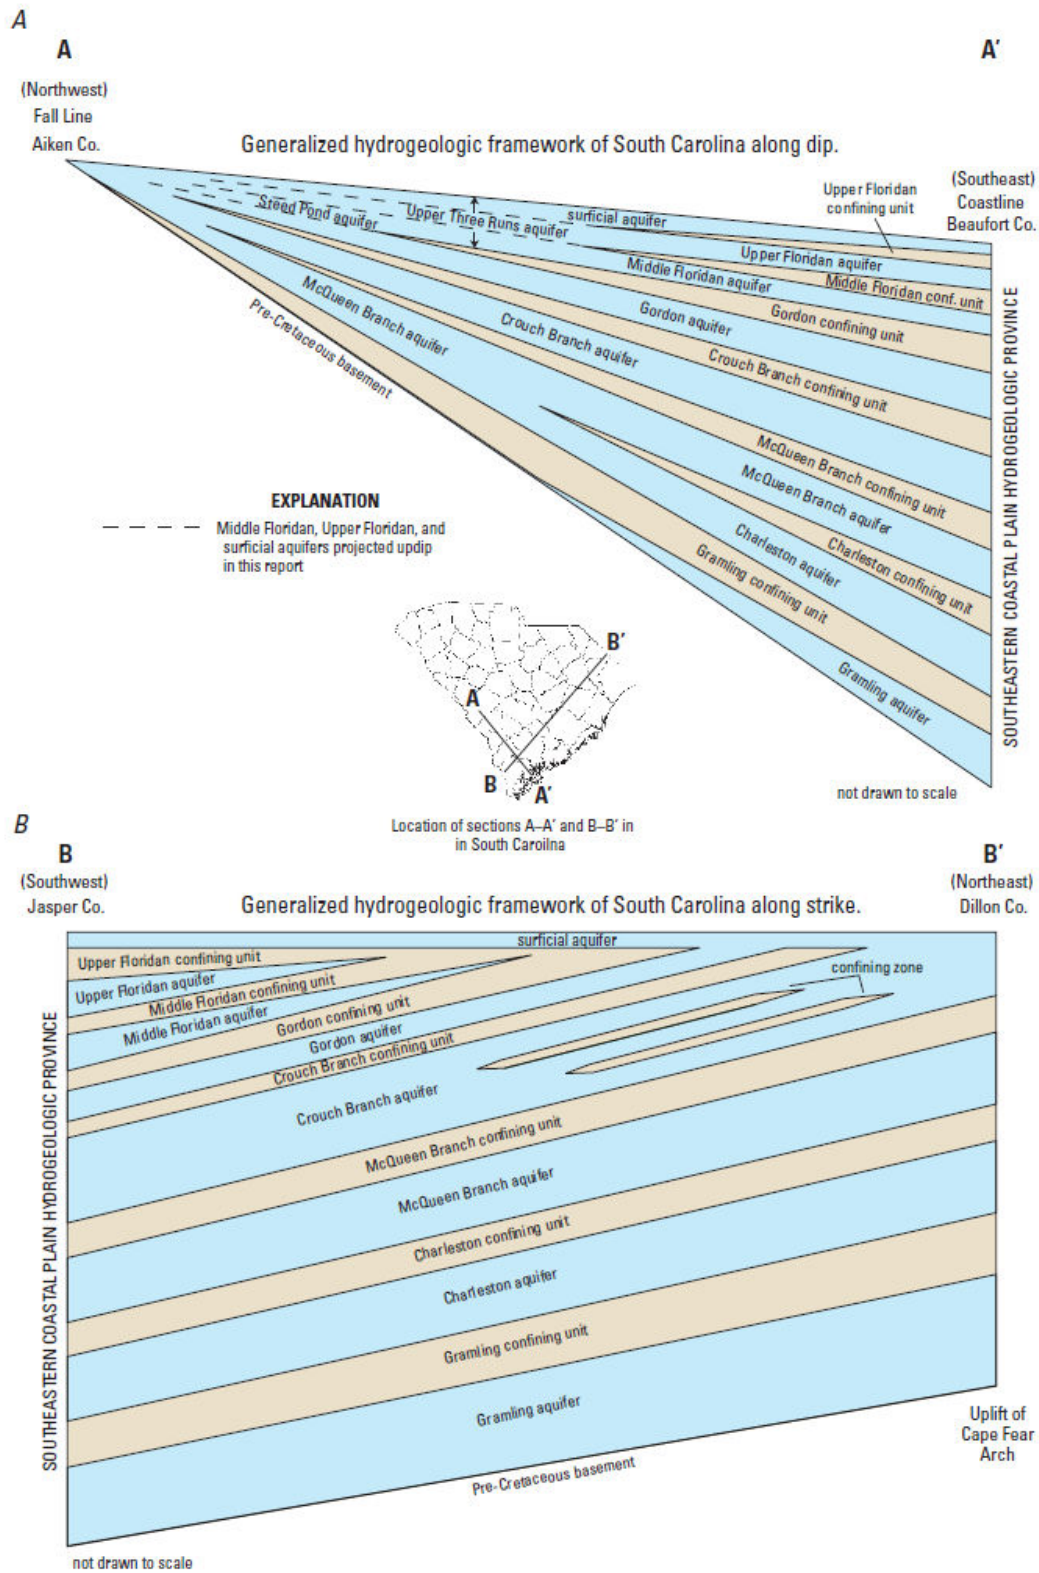 A
A
A′
(Northwest)
Fall Line
Aiken Co.
Generalized hydrogeologic framework of South Carolina along dip.
(Southeast)
Coastline
Beaufort Co.
Upper Floridan
confining unit
surficial aquifer
Steed Pond aquifer
Upper Three Runs aquifer
Upper Floridan aquifer
Middle Floridan aquifer
Middle Floridan conf. unit
McQueen Branch aquifer
Gordon aquifer
Gordon confining unit
Pre-Cretaceous basement
Crouch Branch aquifer
Crouch Branch confining unit
McQueen Branch confining unit
McQueen Branch aquifer
Charleston aquifer
Charleston confining unit
Gramling confining unit
Gramling aquifer
SOUTHEASTERN COASTAL PLAIN HYDROGEOLOGIC PROVINCE
EXPLANATION
Middle Floridan, Upper Floridan, and
surficial aquifers projected updip
in this report
B′
A
B
A′
not drawn to scale
Location of sections A–A′ and B–B′ in
in South Caroilna
B
B
B′
(Southwest)
Jasper Co.
Generalized hydrogeologic framework of South Carolina along strike.
(Northeast)
Dillon Co.
surficial aquifer
Upper Floridan confining unit
confining zone
Upper Floridan aquifer
Middle Floridan confining unit
Middle Floridan aquifer
Gordon confining unit
Gordon aquifer
Crouch Branch confining unit
Crouch Branch aquifer
McQueen Branch confining unit
McQueen Branch aquifer
Charleston confining unit
Charleston aquifer
Gramling confining unit
Gramling aquifer
Pre-Cretaceous basement
SOUTHEASTERN COASTAL PLAIN HYDROGEOLOGIC PROVINCE
Uplift of
Cape Fear
Arch
not drawn to scale